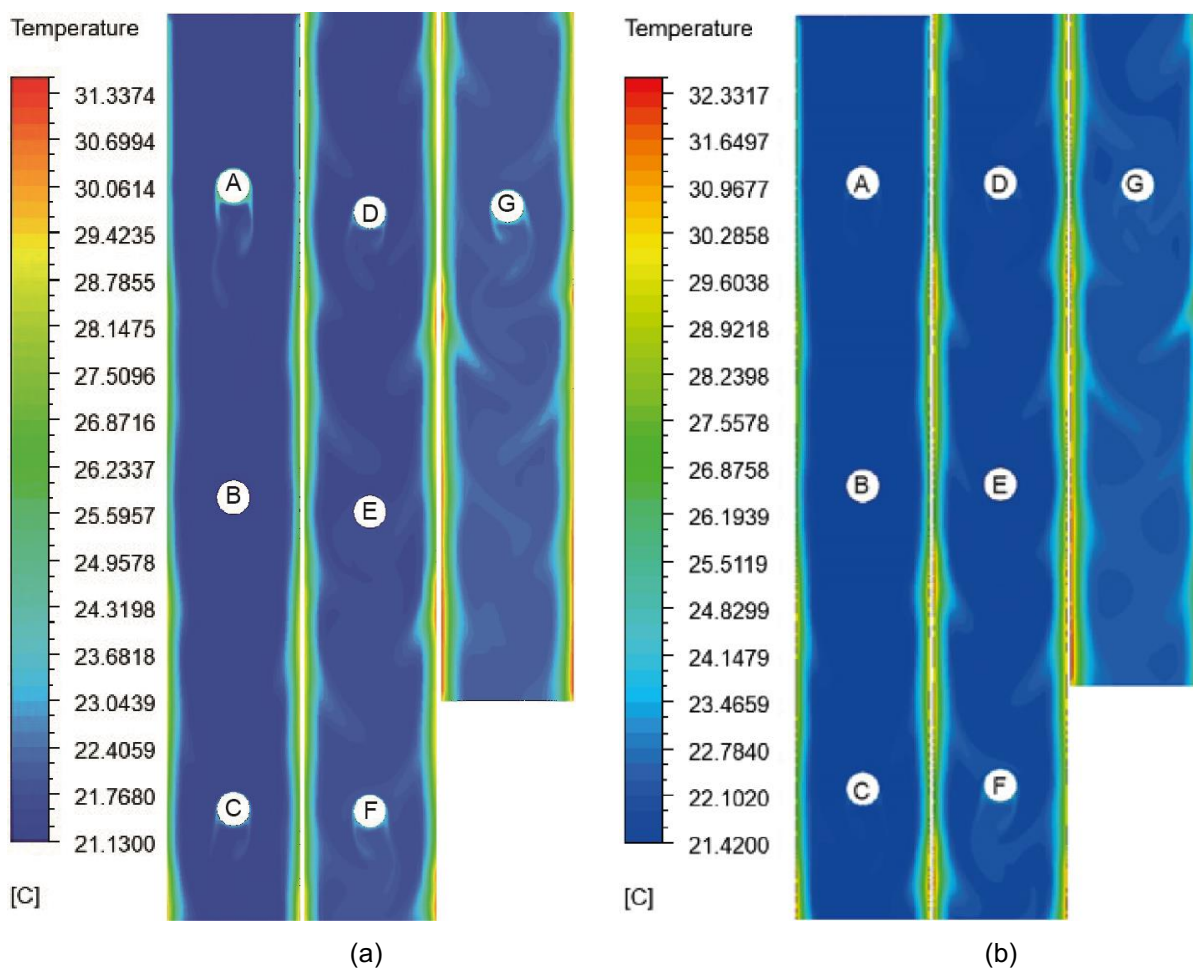 Temperature
31.3374
30.6994
30.0614
29.4235
28.7855
28.1475
27.5096
26.8716
26.2337
25.5957
24.9578
24.3198
23.6818
23.0439
22.4059
21.7680
21.1300
[C]
A
B
C
D
E
F
G
(a)
Temperature
32.3317
31.6497
30.9677
30.2858
29.6038
28.9218
28.2398
27.5578
26.8758
26.1939
25.5119
24.8299
24.1479
23.4659
22.7840
22.1020
21.4200
[C]
A
B
C
D
E
F
G
(b)